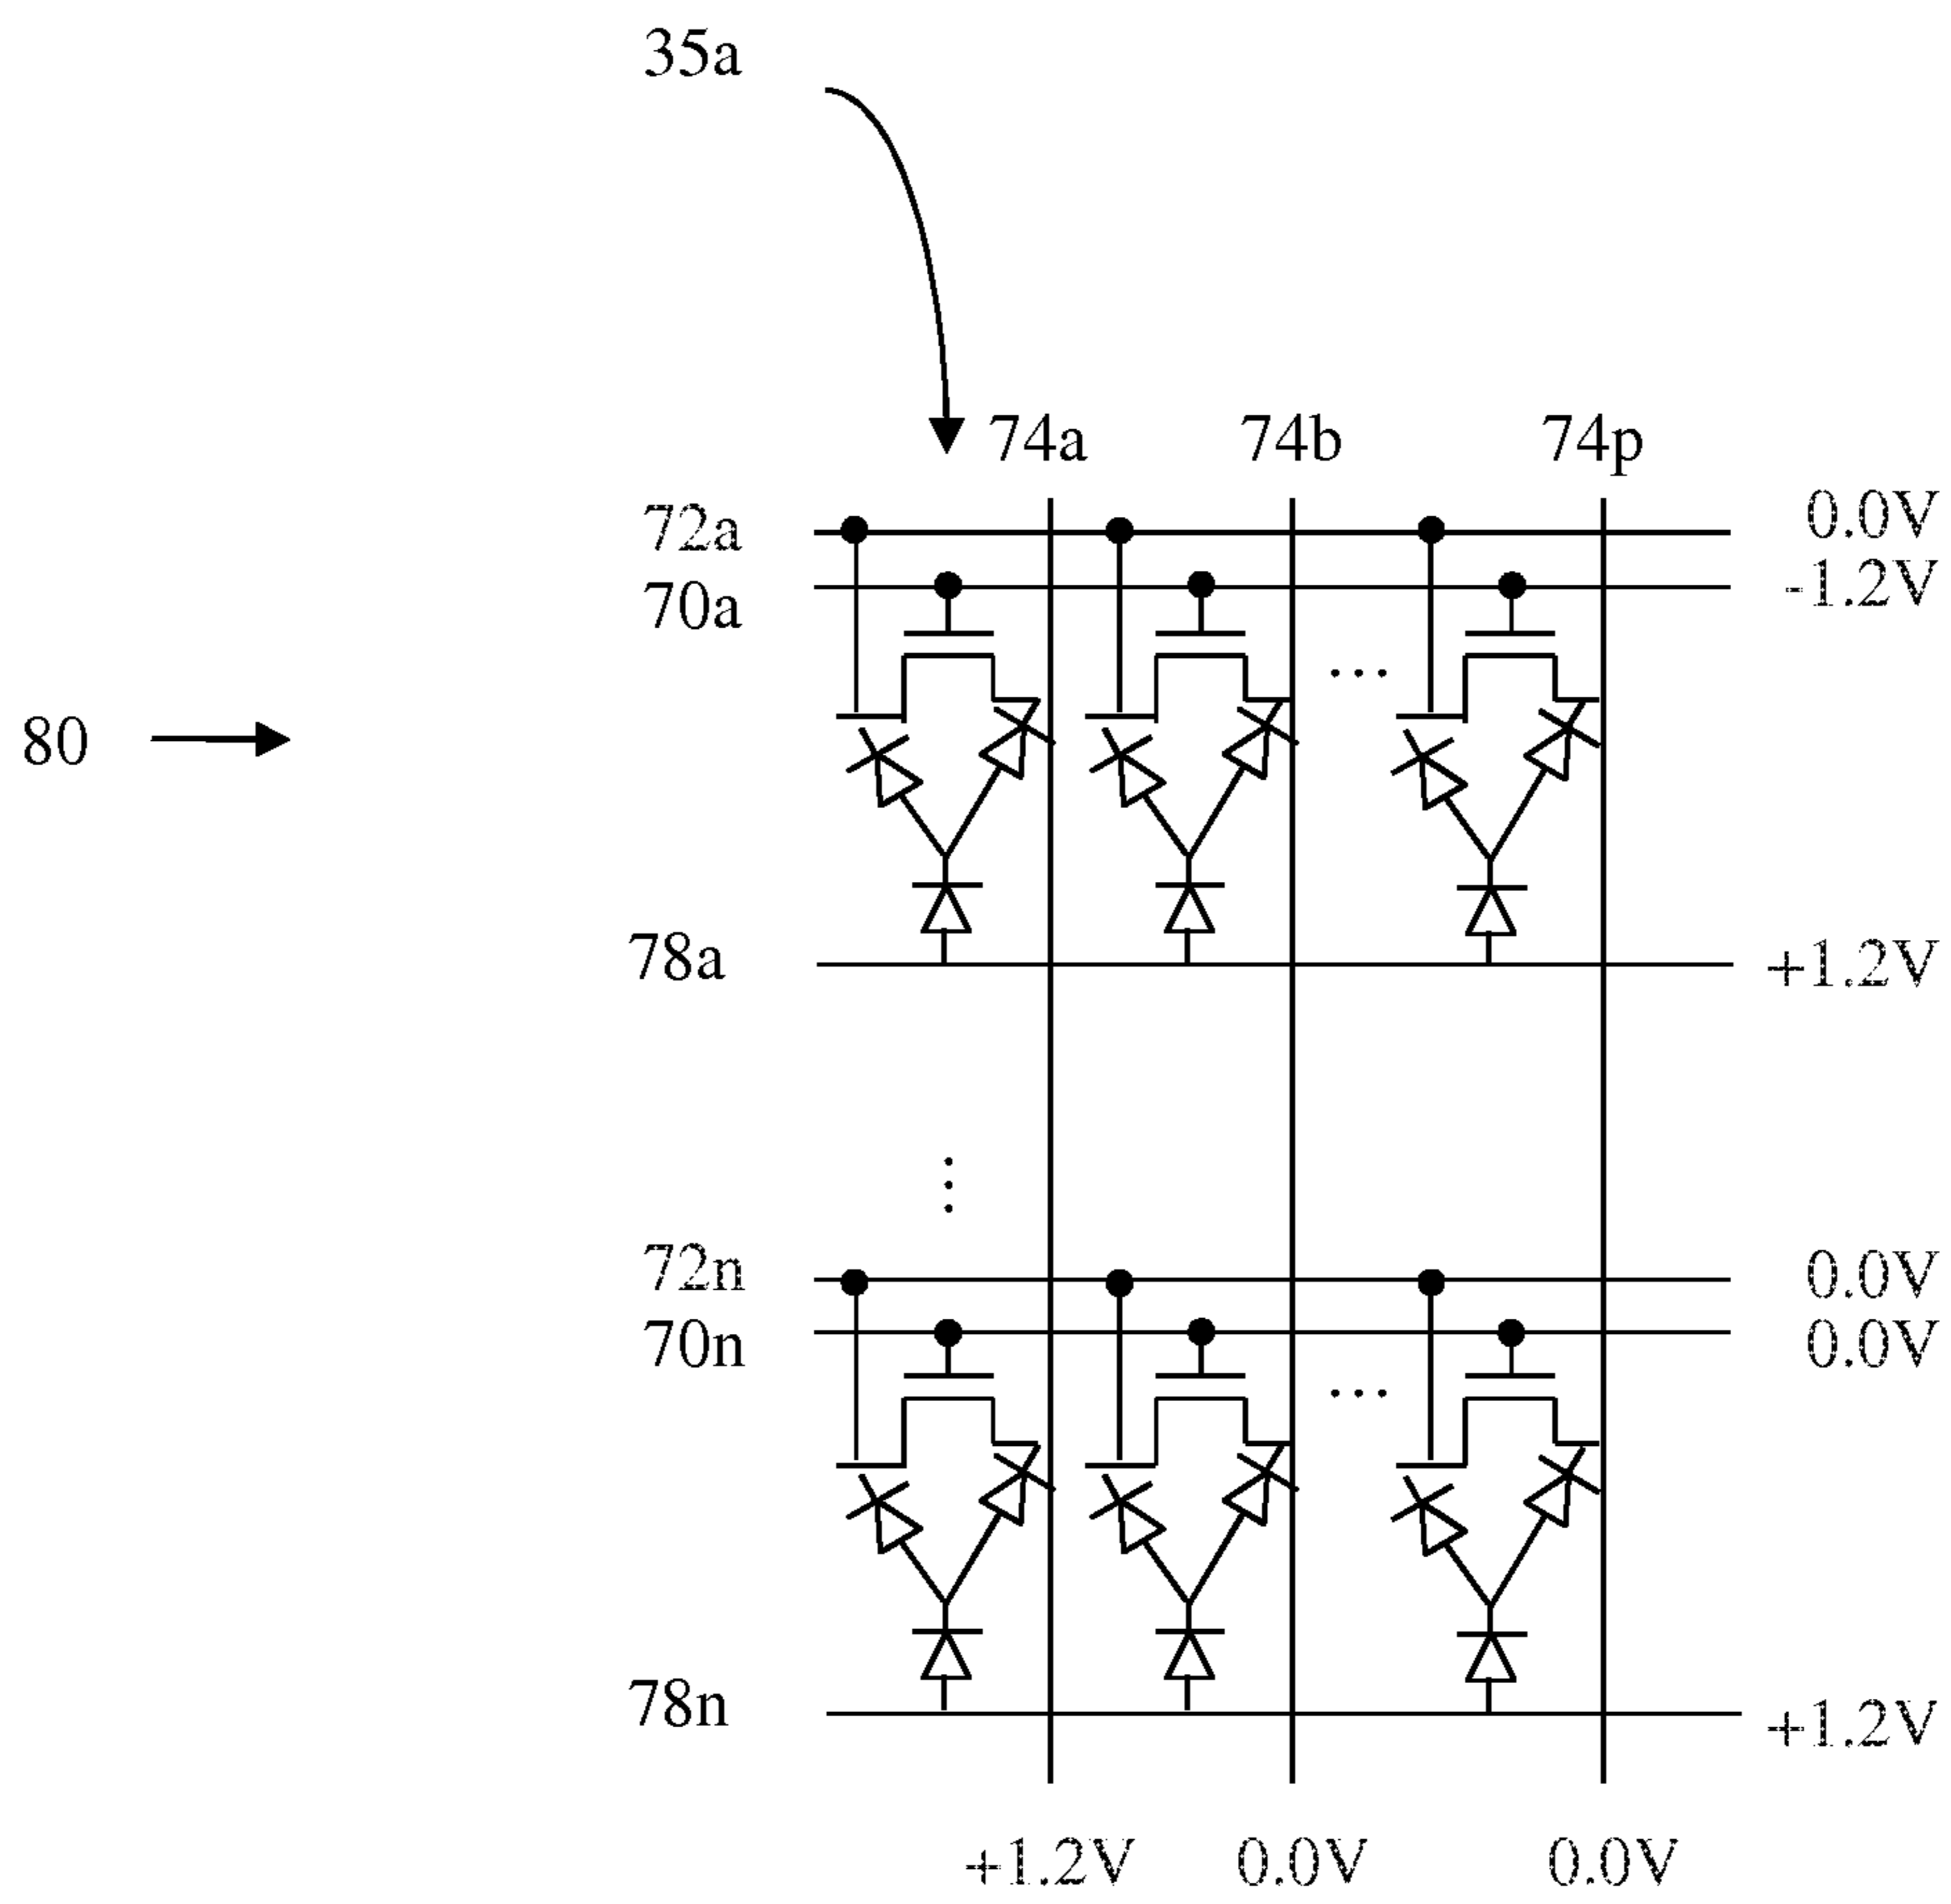 35a
74a 74b 74p
72a 0.0V
70a -1.2V
...
80
78a +1.2V
...
72n 0.0V
70n 0.0V
...
78n +1.2V
+1.2V 0.0V 0.0V